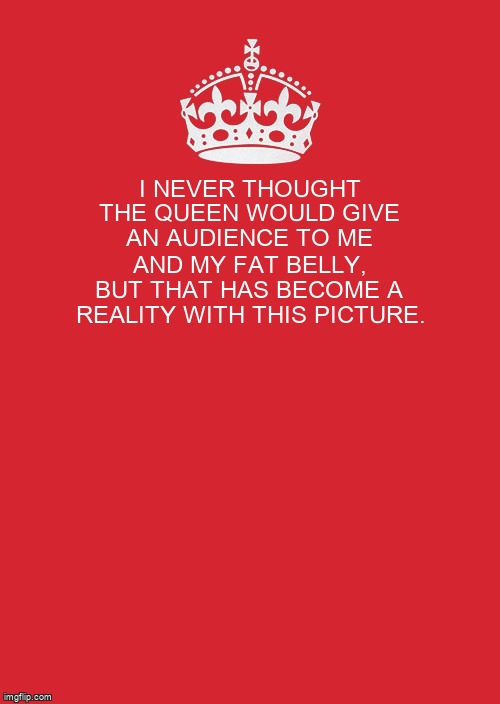 I NEVER THOUGHT
THE QUEEN WOULD GIVE
AN AUDIENCE TO ME
AND MY FAT BELLY,
BUT THAT HAS BECOME A
REALITY WITH THIS PICTURE.
imgflip.com